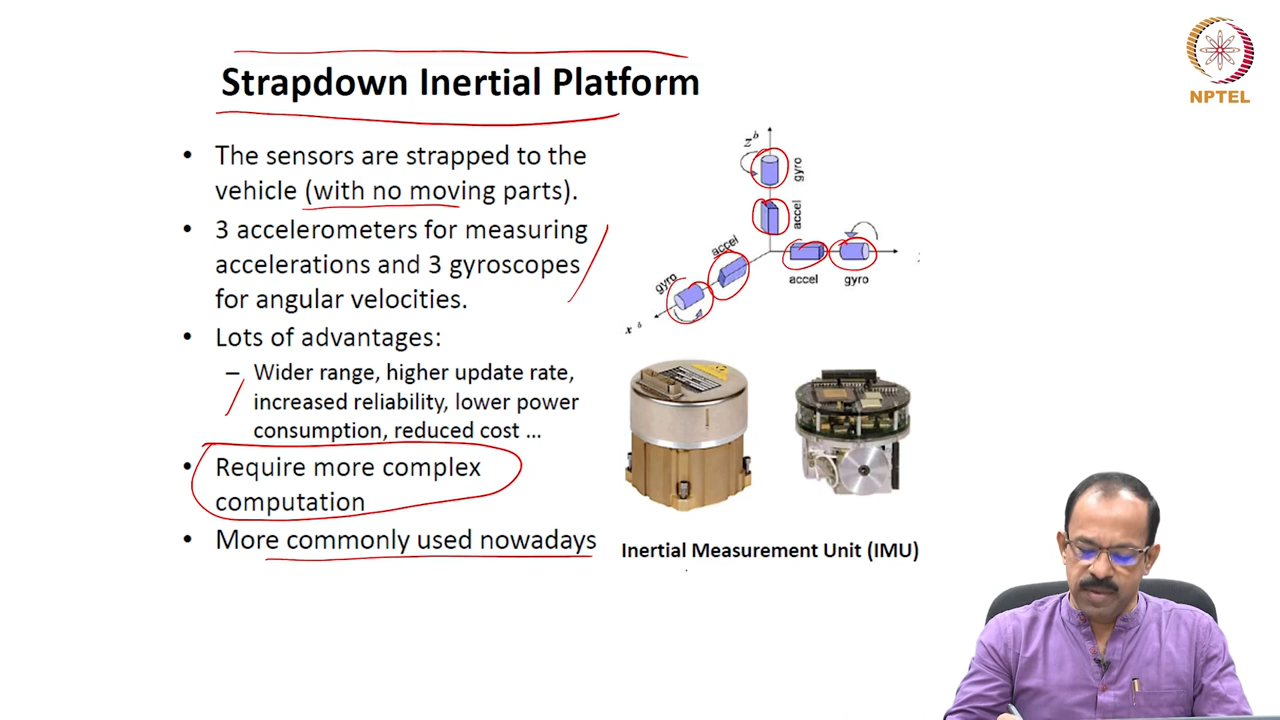 Strapdown Inertial Platform
NPTEL
• The sensors are strapped to the
vehicle (with no moving parts).
• 3 accelerometers for measuring
accelerations and 3 gyroscopes
for angular velocities.
• Lots of advantages:
– Wider range, higher update rate,
increased reliability, lower power
consumption, reduced cost ...
• Require more complex
computation
• More commonly used nowadays
z b
gyro
accel
accel
gyro
accel
gyro
x b
Inertial Measurement Unit (IMU)